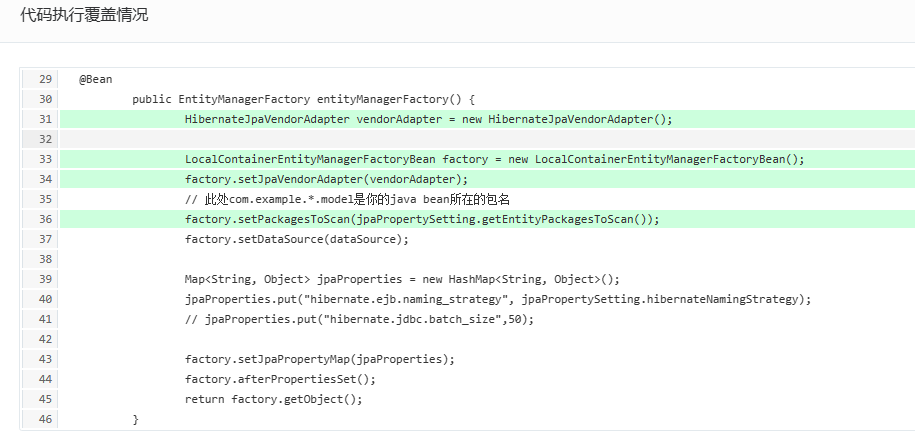 代码执行覆盖情况
29 @Bean
30 public EntityManagerFactory entityManagerFactory() {
31 HibernateJpaVendorAdapter vendorAdapter = new HibernateJpaVendorAdapter();
32
33 LocalContainerEntityManagerFactoryBean factory = new LocalContainerEntityManagerFactoryBean();
34 factory.setJpaVendorAdapter(vendorAdapter);
35 // 此处com.example.*.model是你的java bean所在的包名
36 factory.setPackagesToScan(jpaPropertySetting.getEntityPackagesToScan());
37 factory.setDataSource(dataSource);
38
39 Map<String, Object> jpaProperties = new HashMap<String, Object>();
40 jpaProperties.put("hibernate.ejb.naming_strategy", jpaPropertySetting.hibernateNamingStrategy);
41 // jpaProperties.put("hibernate.jdbc.batch_size",50);
42
43 factory.setJpaPropertyMap(jpaProperties);
44 factory.afterPropertiesSet();
45 return factory.getObject();
46 }